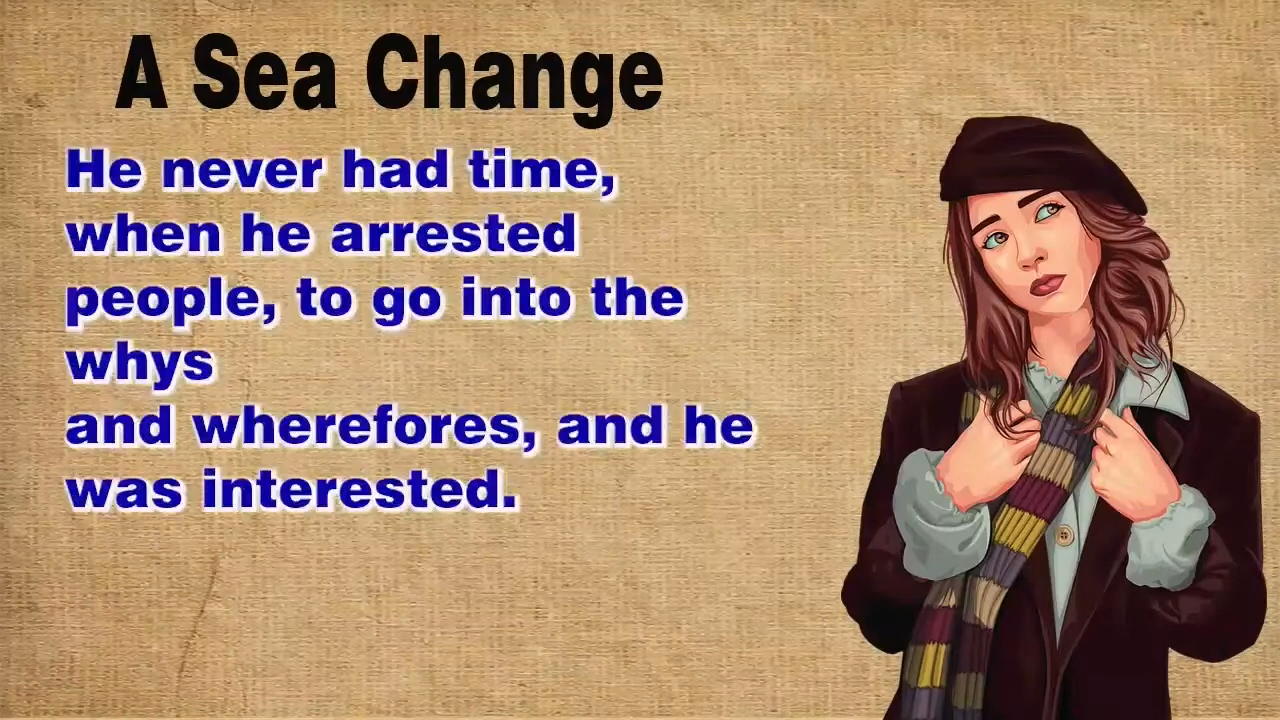 A Sea Change
He never had time,
when he arrested
people, to go into the
whys
and wherefores, and he
was interested.